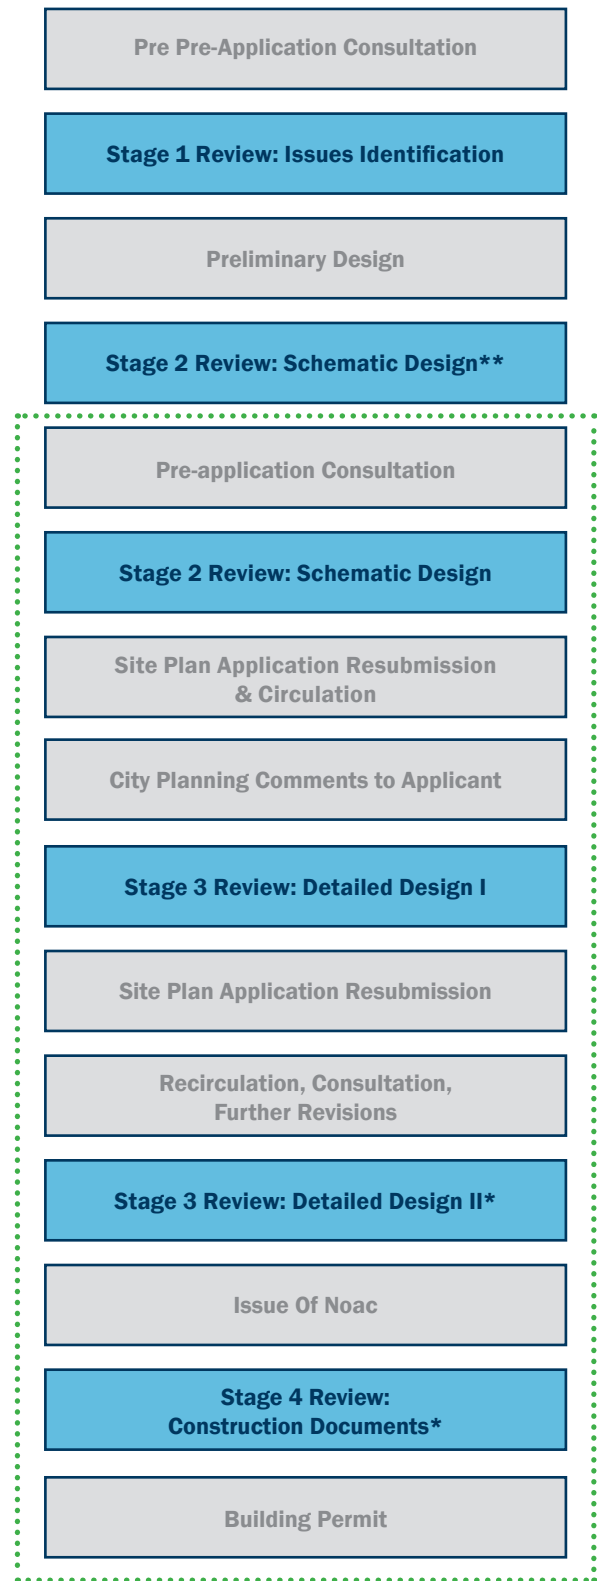 Pre Pre-Application Consultation
Stage 1 Review: Issues Identification
Preliminary Design
Stage 2 Review: Schematic Design**
Pre-application Consultation
Stage 2 Review: Schematic Design
Site Plan Application Resubmission
& Circulation
City Planning Comments to Applicant
Stage 3 Review: Detailed Design I
Site Plan Application Resubmission
Recirculation, Consultation,
Further Revisions
Stage 3 Review: Detailed Design II*
Issue Of Noac
Stage 4 Review:
Construction Documents*
Building Permit